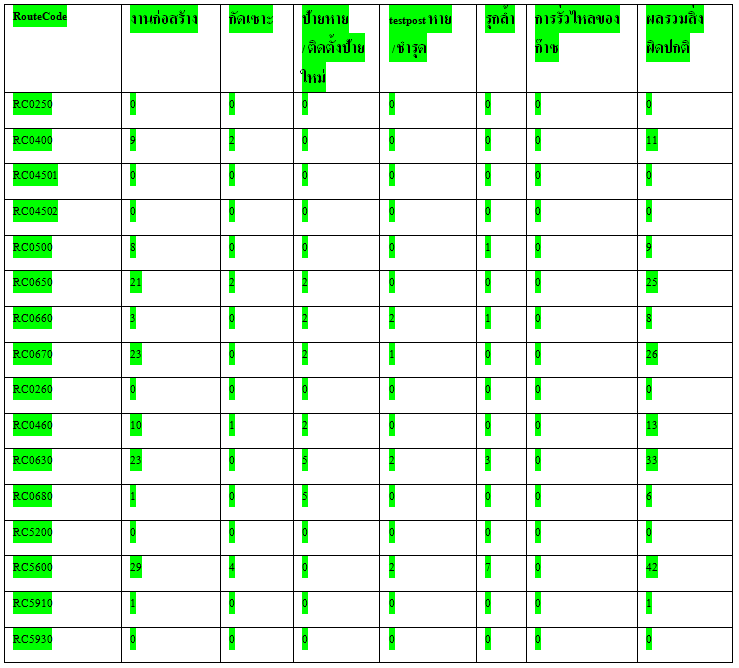 RouteCode งานก่อสร้าง กัดเซาะ ป้ายหาย testpost หาย รุกล้ำ การรั่วไหลของ ผลรวมสิ่ง
/ติดตั้งป้าย /ชำรุด ก๊าซ ผิดปกติ
ใหม่
RC0250 0 0 0 0 0 0 0
RC0400 9 2 0 0 0 0 11
RC04501 0 0 0 0 0 0 0
RC04502 0 0 0 0 0 0 0
RC0500 8 0 0 0 1 0 9
RC0650 21 2 2 0 0 0 25
RC0660 3 0 2 2 1 0 8
RC0670 23 0 2 1 0 0 26
RC0260 0 0 0 0 0 0 0
RC0460 10 1 2 0 0 0 13
RC0630 23 0 5 2 3 0 33
RC0680 1 0 5 0 0 0 6
RC5200 0 0 0 0 0 0 0
RC5600 29 4 0 2 7 0 42
RC5910 1 0 0 0 0 0 1
RC5930 0 0 0 0 0 0 0